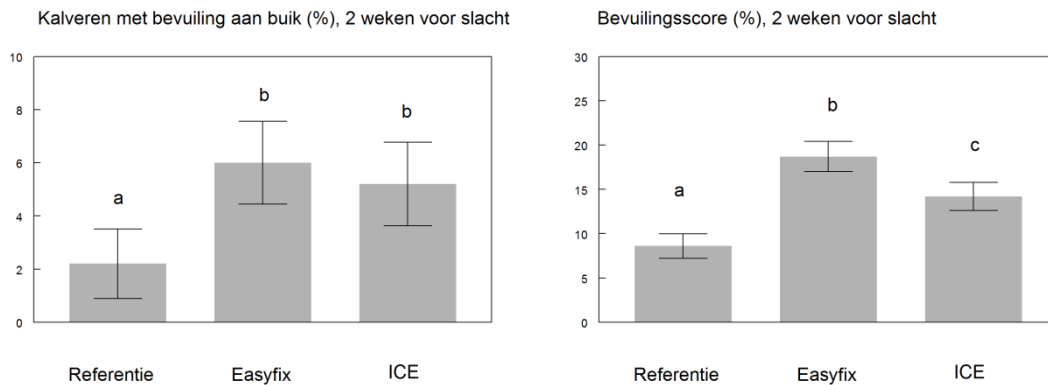 Kalveren met bevuiling aan buik (%), 2 weken voor slacht
10
8
6
4
2
0
a
b
b
Referentie Easyfix ICE
Bevuilingsscore (%), 2 weken voor slacht
30
25
20
15
10
5
0
a
b
c
Referentie Easyfix ICE